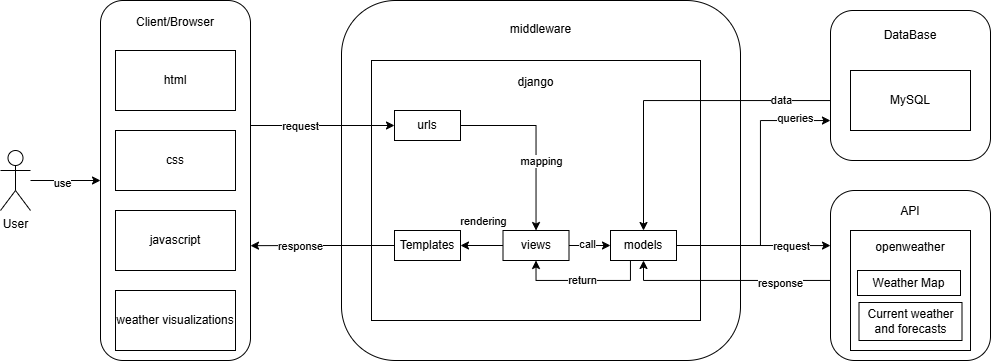 Client/Browser
html
css
javascript
weather visualizations
User
use
request
response
middleware
django
urls
mapping
rendering
Templates
views
call
models
return
data
queries
request
response
DataBase
MySQL
API
openweather
Weather Map
Current weather
and forecasts